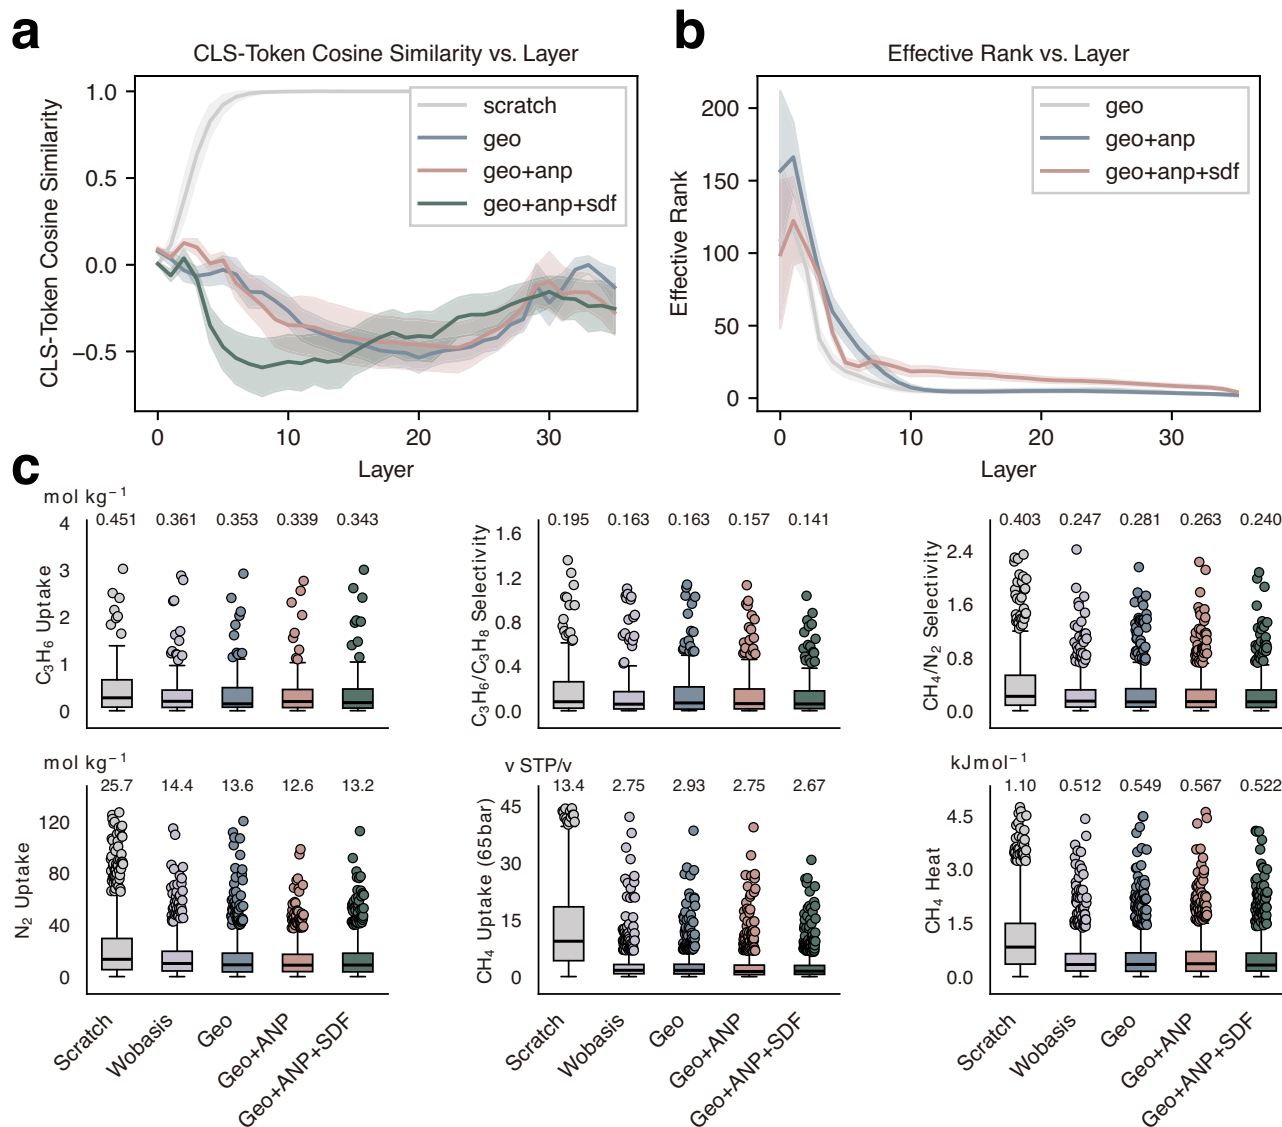 a
CLS-Token Cosine Similarity vs. Layer
CLS-Token Cosine Similarity
1.0
0.5
0.0
−0.5
scratch
geo
geo+anp
geo+anp+sdf
0 10 20 30
Layer
b
Effective Rank vs. Layer
Effective Rank
200
150
100
50
0
geo
geo+anp
geo+anp+sdf
0 10 20 30
Layer
c
mol kg⁻¹
C₃H₆ Uptake
4
3
2
1
0
0.451 0.361 0.353 0.339 0.343
C₃H₆/C₃H₈ Selectivity
1.6
1.2
0.8
0.4
0.0
0.195 0.163 0.163 0.157 0.141
CH₄/N₂ Selectivity
2.4
1.6
0.8
0.0
0.403 0.247 0.281 0.263 0.240
mol kg⁻¹
N₂ Uptake
120
80
40
0
25.7 14.4 13.6 12.6 13.2
Scratch
Wobasis
Geo
Geo+ANP
Geo+ANP+SDF
v STP/v
CH₄ Uptake (65bar)
45
30
15
0
13.4 2.75 2.93 2.75 2.67
Scratch
Wobasis
Geo
Geo+ANP
Geo+ANP+SDF
kJmol⁻¹
CH₄ Heat
4.5
3.0
1.5
0.0
1.10 0.512 0.549 0.567 0.522
Scratch
Wobasis
Geo
Geo+ANP
Geo+ANP+SDF